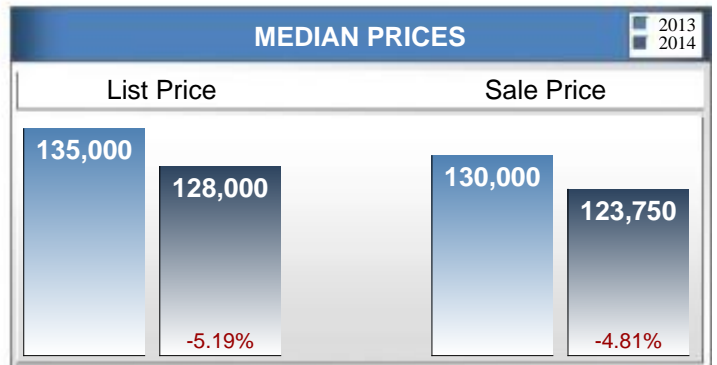 MEDIAN PRICES
2013
2014
List Price
Sale Price
135,000
128,000
-5.19%
130,000
123,750
-4.81%